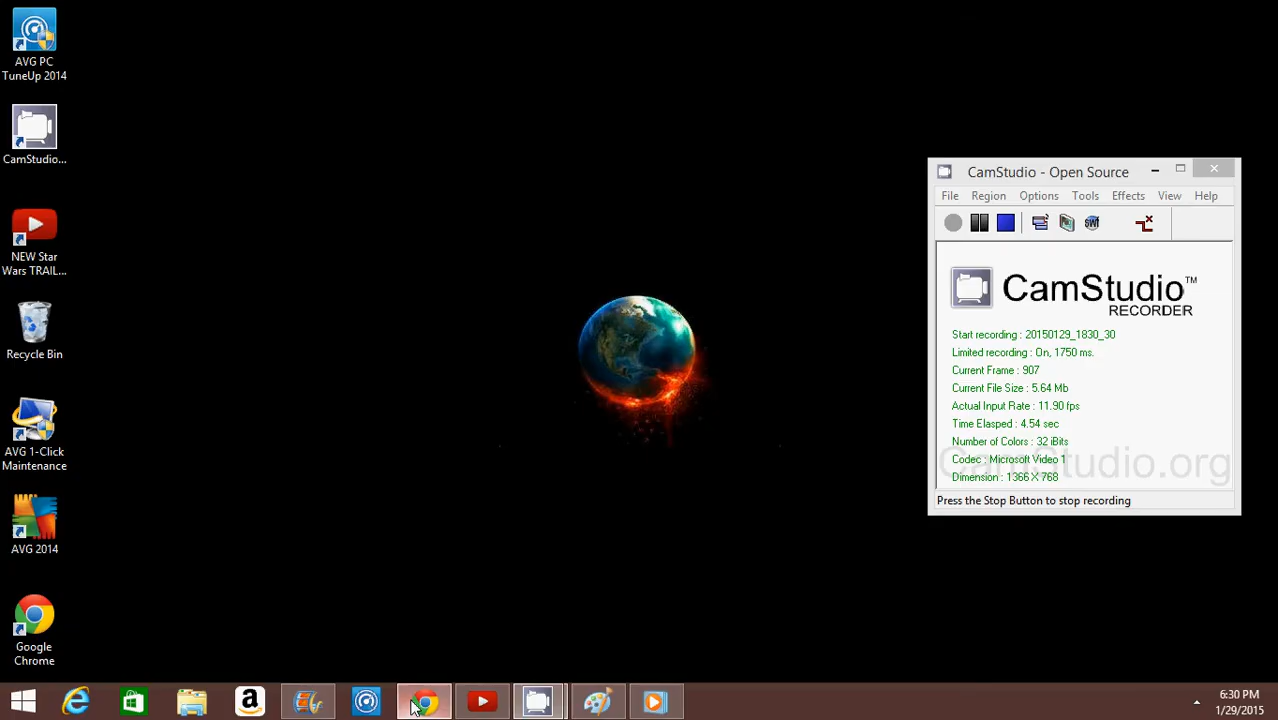 AVG PC
TuneUp 2014
CamStudio...
NEW Star
Wars TRAIL...
Recycle Bin
AVG 1-Click
Maintenance
AVG 2014
Google
Chrome
CamStudio - Open Source
File Region Options Tools Effects View Help
SWf
CamStudio™
RECORDER
Start recording : 20150129_1830_30
Limited recording : On, 1750 ms.
Current Frame : 907
Current File Size : 5.64 Mb
Actual Input Rate : 11.90 fps
Time Elasped : 4.54 sec
Number of Colors : 32 iBits
Codec : Microsoft Video 1
CamStudio.org
Dimension : 1366 X 768
Press the Stop Button to stop recording
a
6:30 PM
1/29/2015